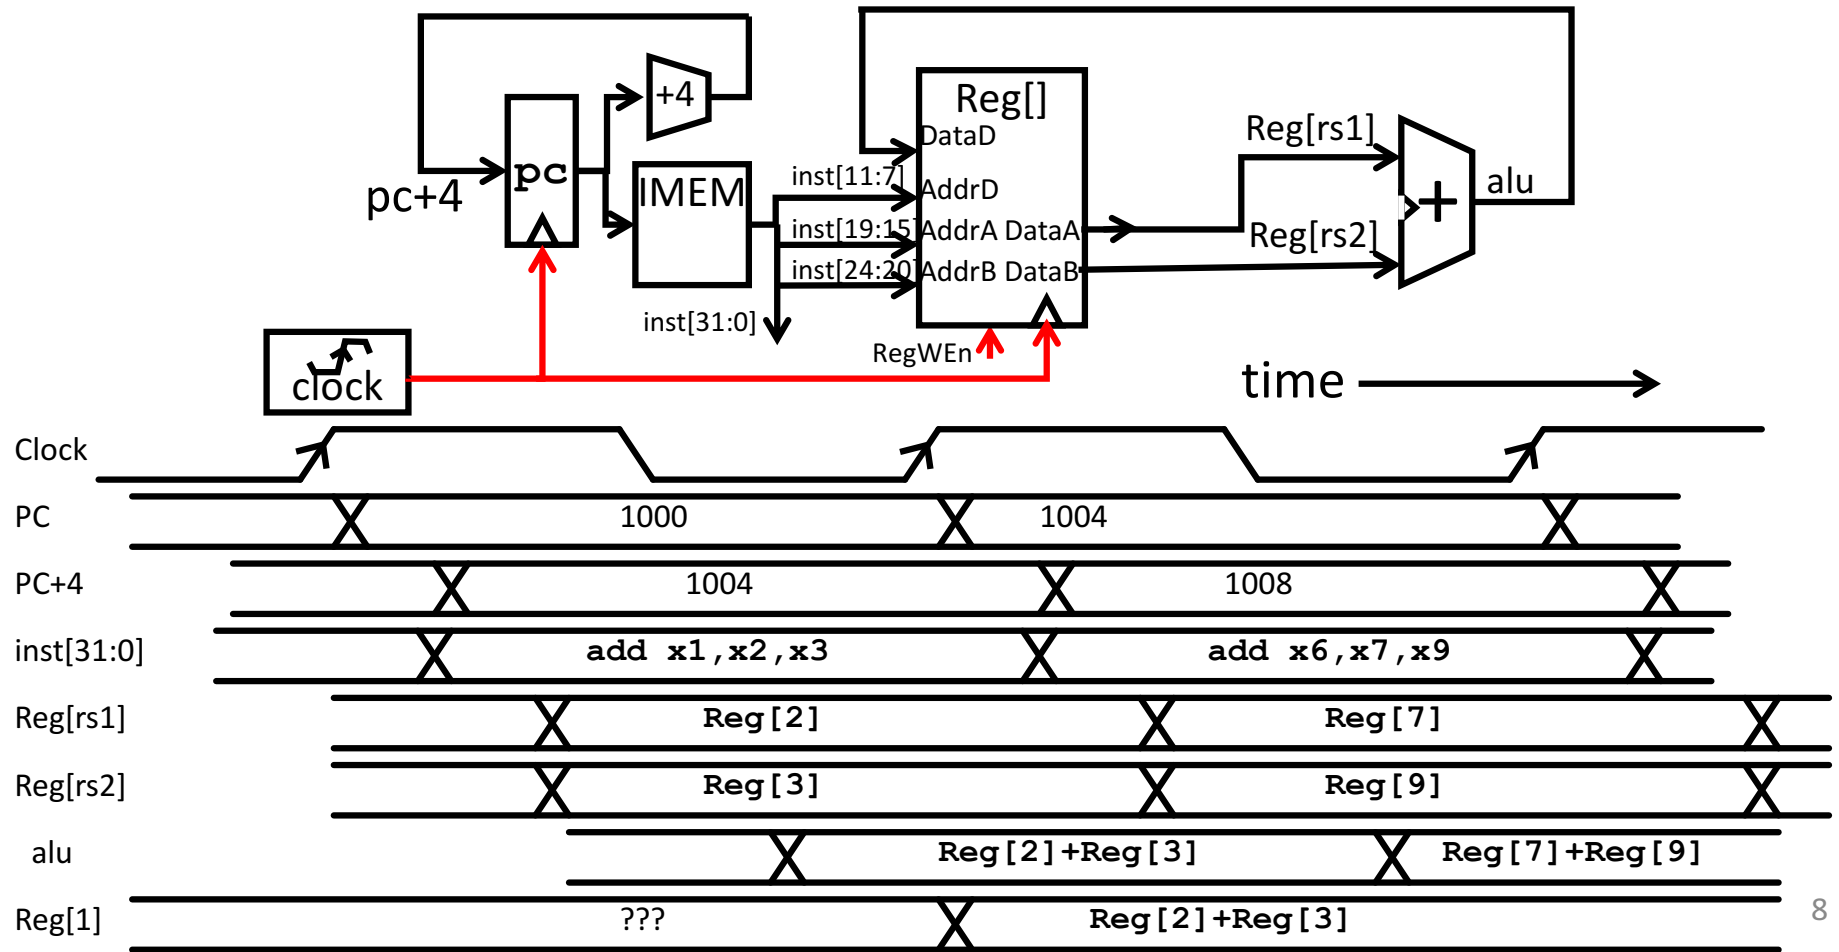 +4
Reg[]
DataD
Reg[rs1]
pc
IMEM
inst[11:7]
AddrD
alu
pc+4
+
inst[19:15]
AddrA DataA
Reg[rs2]
inst[24:20]
AddrB DataB
inst[31:0]
RegWEn
clock
time
Clock
PC 1000 1004
PC+4 1004 1008
inst[31:0] add x1,x2,x3 add x6,x7,x9
Reg[rs1] Reg[2] Reg[7]
Reg[rs2] Reg[3] Reg[9]
alu Reg[2]+Reg[3] Reg[7]+Reg[9]
Reg[1] ??? Reg[2]+Reg[3]
8